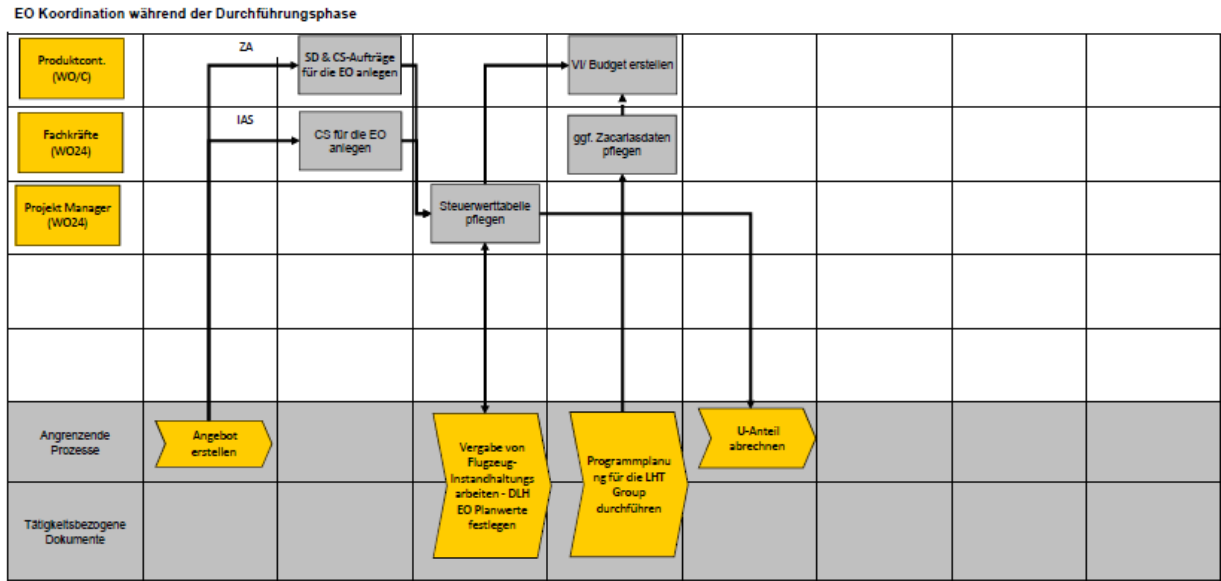 EO Koordination während der Durchführungsphase
Produktcont.
(WO/C)
ZA
SD & CS-Aufträge
für die EO anlegen
VI/ Budget erstellen
Fachkräfte
(WO24)
IAS
CS für die EO
anlegen
ggf. Zacarlasdaten
pflegen
Projekt Manager
(WO24)
Steuerwerttabelle
pflegen
Angrenzende
Prozesse
Angebot
erstellen
Vergabe von
Flugzeug-
Instandhaltungs
arbeiten - DLH
EO Planwerte
festlegen
Programmplanu
ng für die LHT
Group
durchführen
U-Anteil
abrechnen
Tätigkeitsbezogene
Dokumente